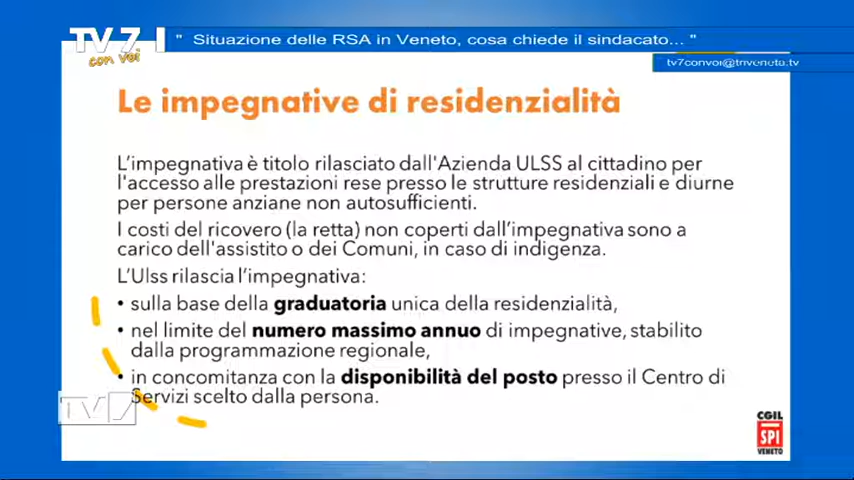 TV7
con voi
" Situazione delle RSA in Veneto, cosa chiede il sindacato... "
tv7convoi@triveneto.tv
Le impegnative di residenzialità
L'impegnativa è titolo rilasciato dall'Azienda ULSS al cittadino per
l'accesso alle prestazioni rese presso le strutture residenziali e diurne
per persone anziane non autosufficienti.
I costi del ricovero (la retta) non coperti dall'impegnativa sono a
carico dell'assistito o dei Comuni, in caso di indigenza.
L'Ulss rilascia l'impegnativa:
• sulla base della graduatoria unica della residenzialità,
• nel limite del numero massimo annuo di impegnative, stabilito
dalla programmazione regionale,
• in concomitanza con la disponibilità del posto presso il Centro di
Servizi scelto dalla persona.
TV7
CGIL
SPI
VENETO